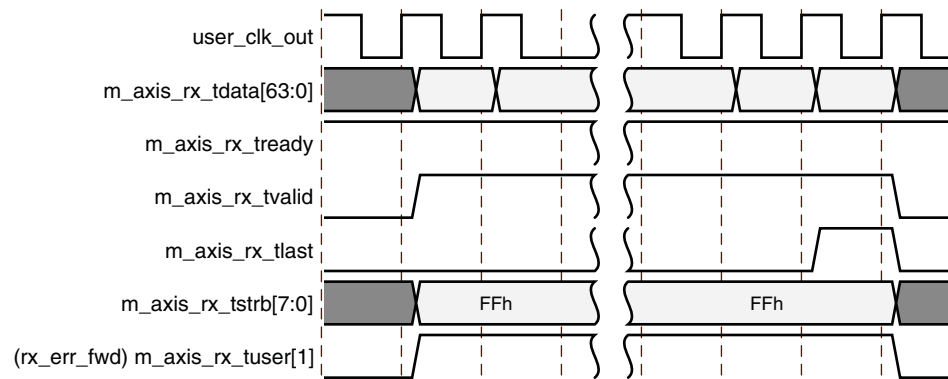 user_clk_out
m_axis_rx_tdata[63:0]
m_axis_rx_tready
m_axis_rx_tvalid
m_axis_rx_tlast
m_axis_rx_tstrb[7:0] FFh FFh
(rx_err_fwd) m_axis_rx_tuser[1]